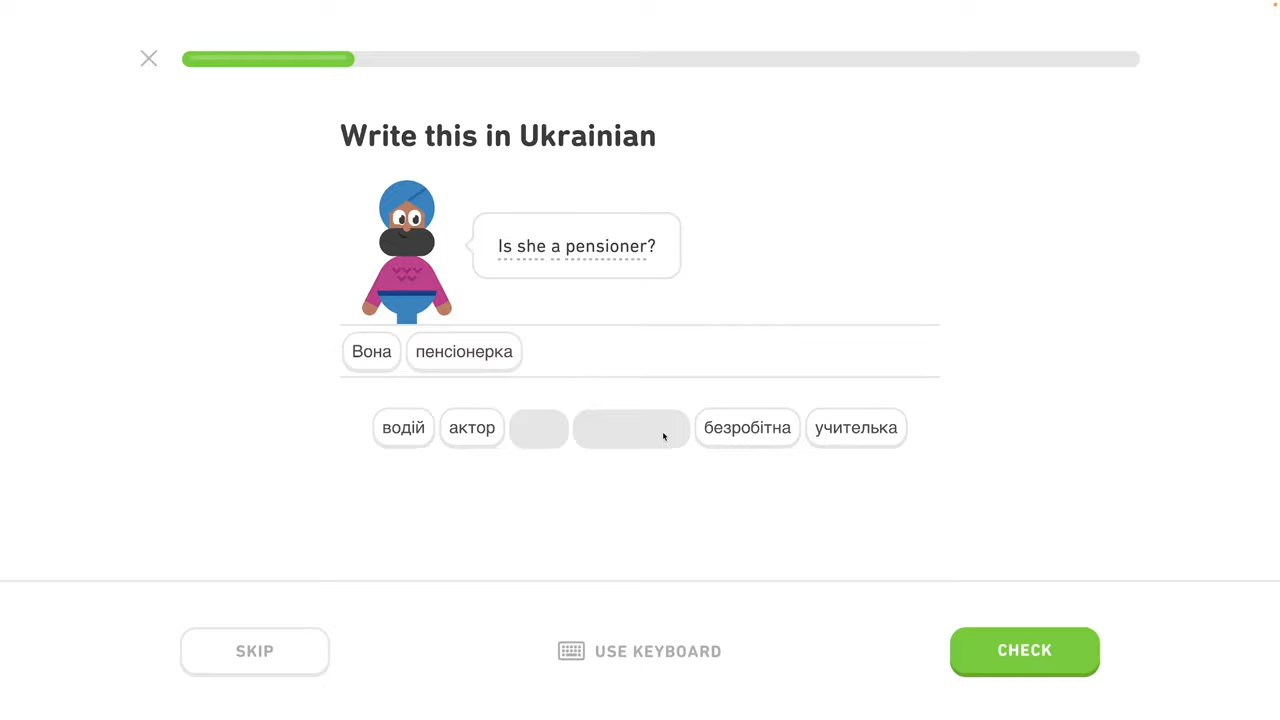 Write this in Ukrainian
Is she a pensioner?
Вона пенсіонерка
водій актор безробітна учителька
SKIP USE KEYBOARD CHECK